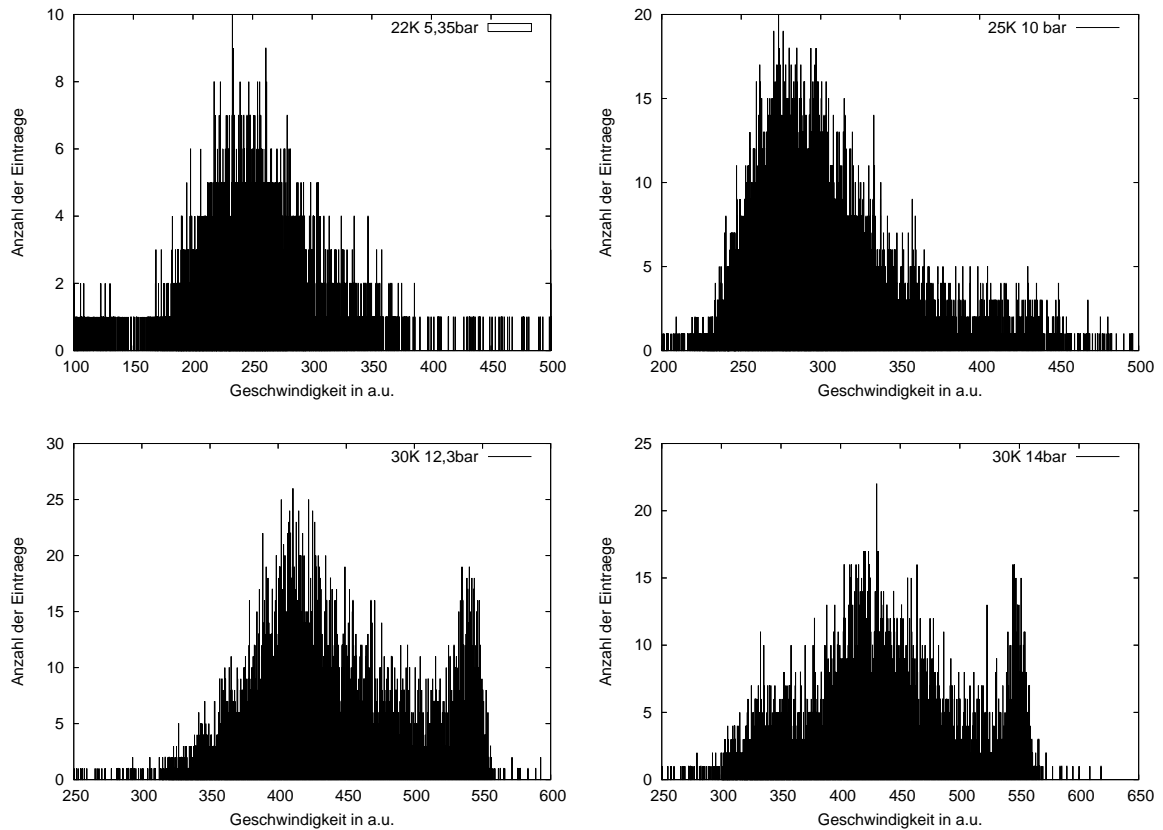 22K 5,35bar
Anzahl der Eintraege
10
8
6
4
2
0
100 150 200 250 300 350 400 450 500
Geschwindigkeit in a.u.
25K 10 bar
Anzahl der Eintraege
20
15
10
5
0
200 250 300 350 400 450 500
Geschwindigkeit in a.u.
30K 12,3bar
Anzahl der Eintraege
30
25
20
15
10
5
0
250 300 350 400 450 500 550 600
Geschwindigkeit in a.u.
30K 14bar
Anzahl der Eintraege
25
20
15
10
5
0
250 300 350 400 450 500 550 600 650
Geschwindigkeit in a.u.